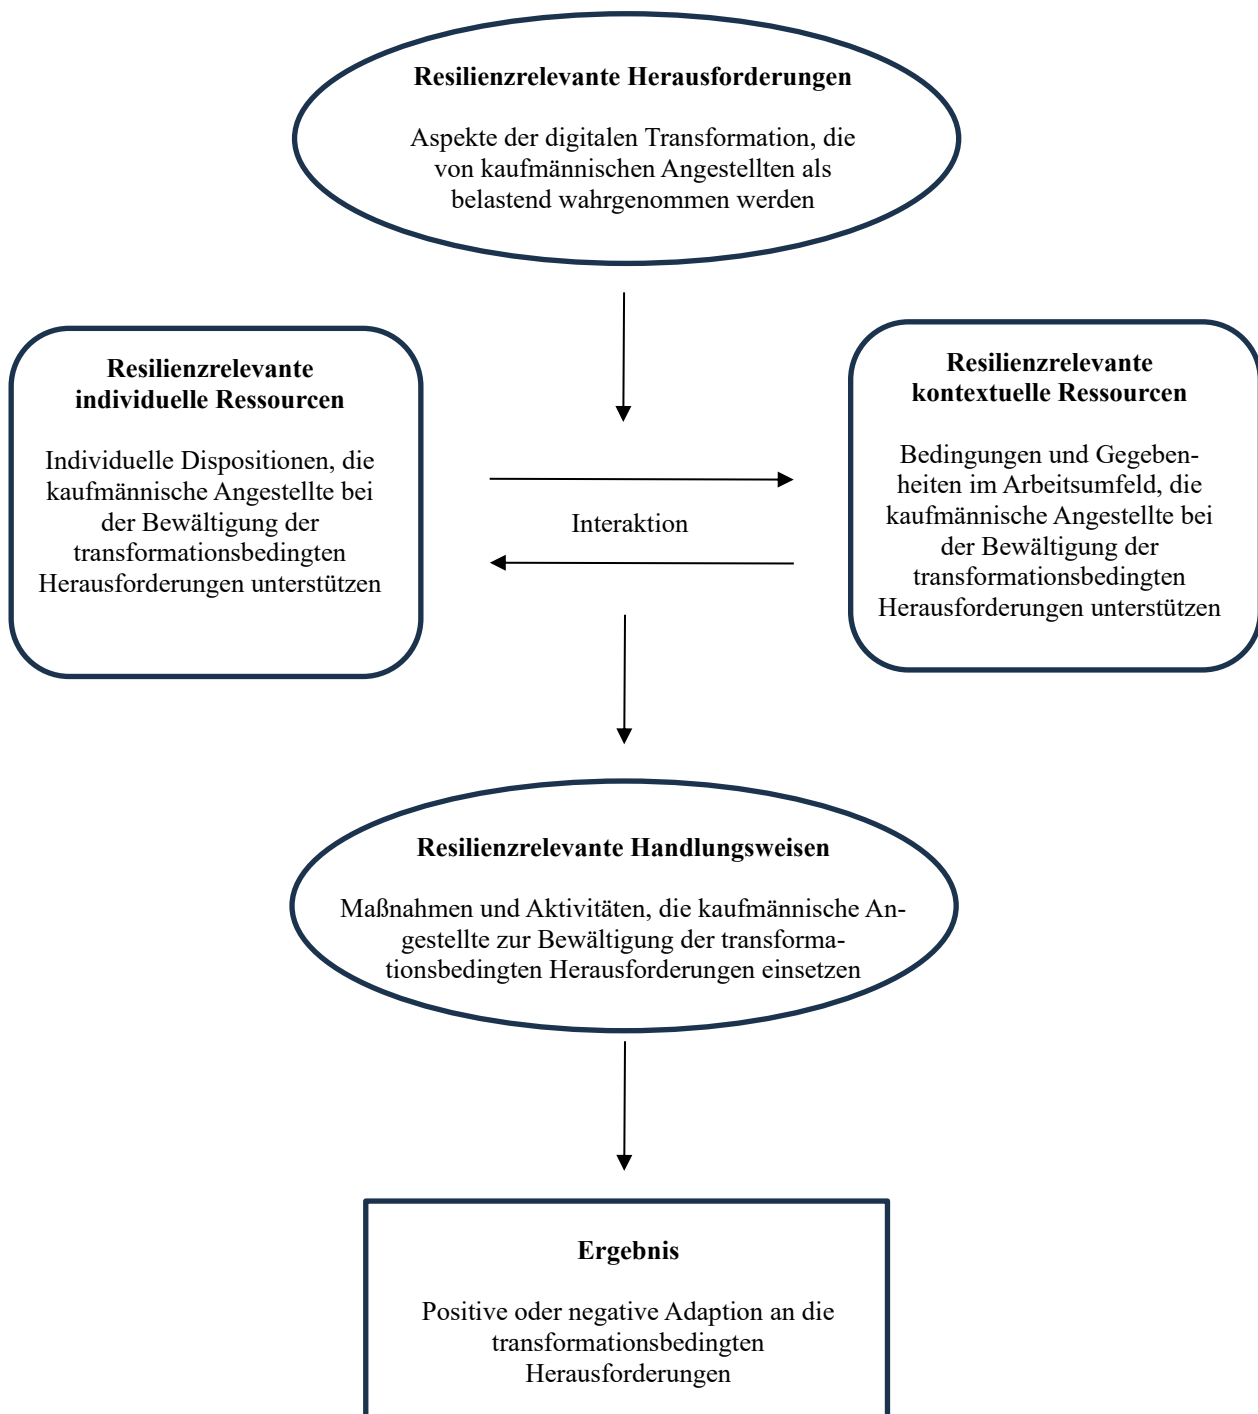 Resilienzrelevante Herausforderungen
Aspekte der digitalen Transformation, die
von kaufmännischen Angestellten als
belastend wahrgenommen werden
Resilienzrelevante
individuelle Ressourcen
Individuelle Dispositionen, die
kaufmännische Angestellte bei
der Bewältigung der
transformationsbedingten
Herausforderungen unterstützen
Interaktion
Resilienzrelevante
kontextuelle Ressourcen
Bedingungen und Gegeben-
heiten im Arbeitsumfeld, die
kaufmännische Angestellte bei
der Bewältigung der
transformationsbedingten
Herausforderungen unterstützen
Resilienzrelevante Handlungsweisen
Maßnahmen und Aktivitäten, die kaufmännische An-
gestellte zur Bewältigung der transforma-
tionsbedingten Herausforderungen einsetzen
Ergebnis
Positive oder negative Adaption an die
transformationsbedingten
Herausforderungen